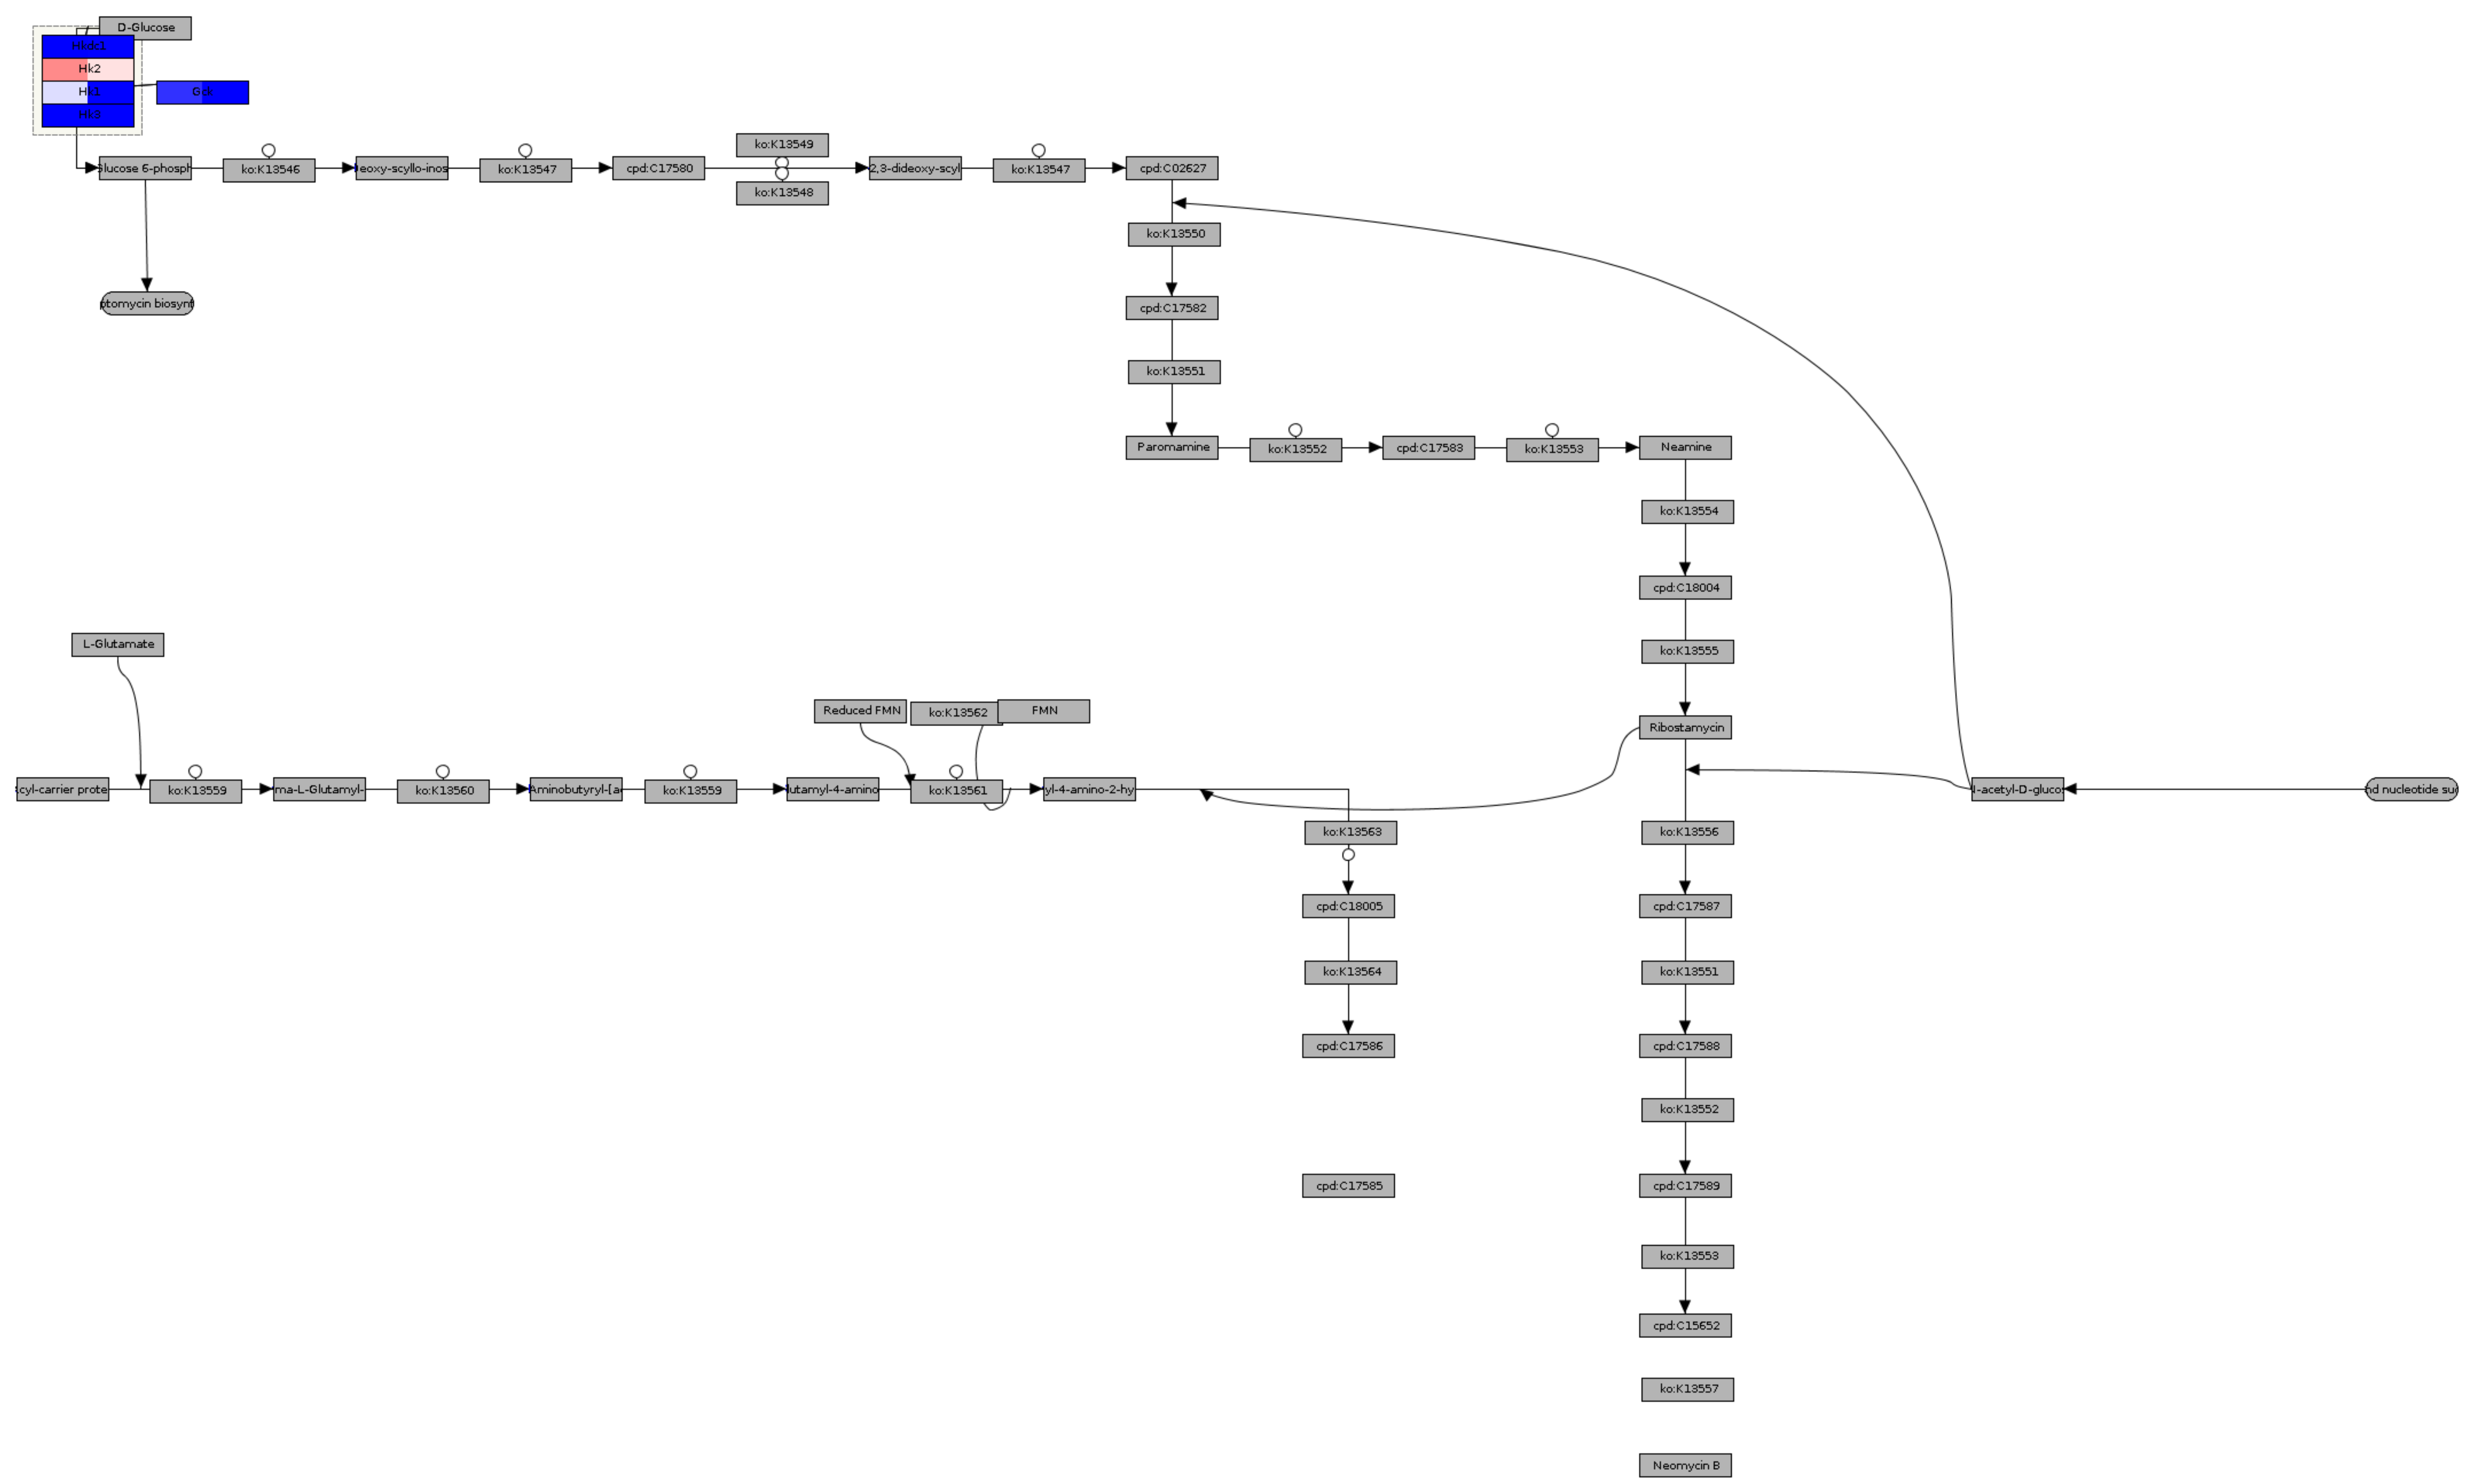 D-Glucose
Hkdc1
Hk2
Hk1
Gck
Hk3
ko:K13549
Glucose 6-phosph
ko:K13546
deoxy-scyllo-inos
ko:K13547
cpd:C17580
2,3-dideoxy-scyl
ko:K13547
cpd:C02627
ko:K13548
ko:K13550
ptomycin biosynt
cpd:C17582
ko:K13551
Paromamine
ko:K13552
cpd:C17583
ko:K13553
Neamine
ko:K13554
cpd:C18004
L-Glutamate
ko:K13555
Reduced FMN
ko:K13562
FMN
Ribostamycin
cyl-carrier prote
ko:K13559
ma-L-Glutamyl-
ko:K13560
Aminobutyryl-[a
ko:K13559
lutamyl-4-amino
ko:K13561
yl-4-amino-2-hy
N-acetyl-D-glucos
nd nucleotide sug
ko:K13563
ko:K13556
cpd:C18005
cpd:C17587
ko:K13564
ko:K13551
cpd:C17586
cpd:C17588
ko:K13552
cpd:C17585
cpd:C17589
ko:K13553
cpd:C15652
ko:K13557
Neomycin B